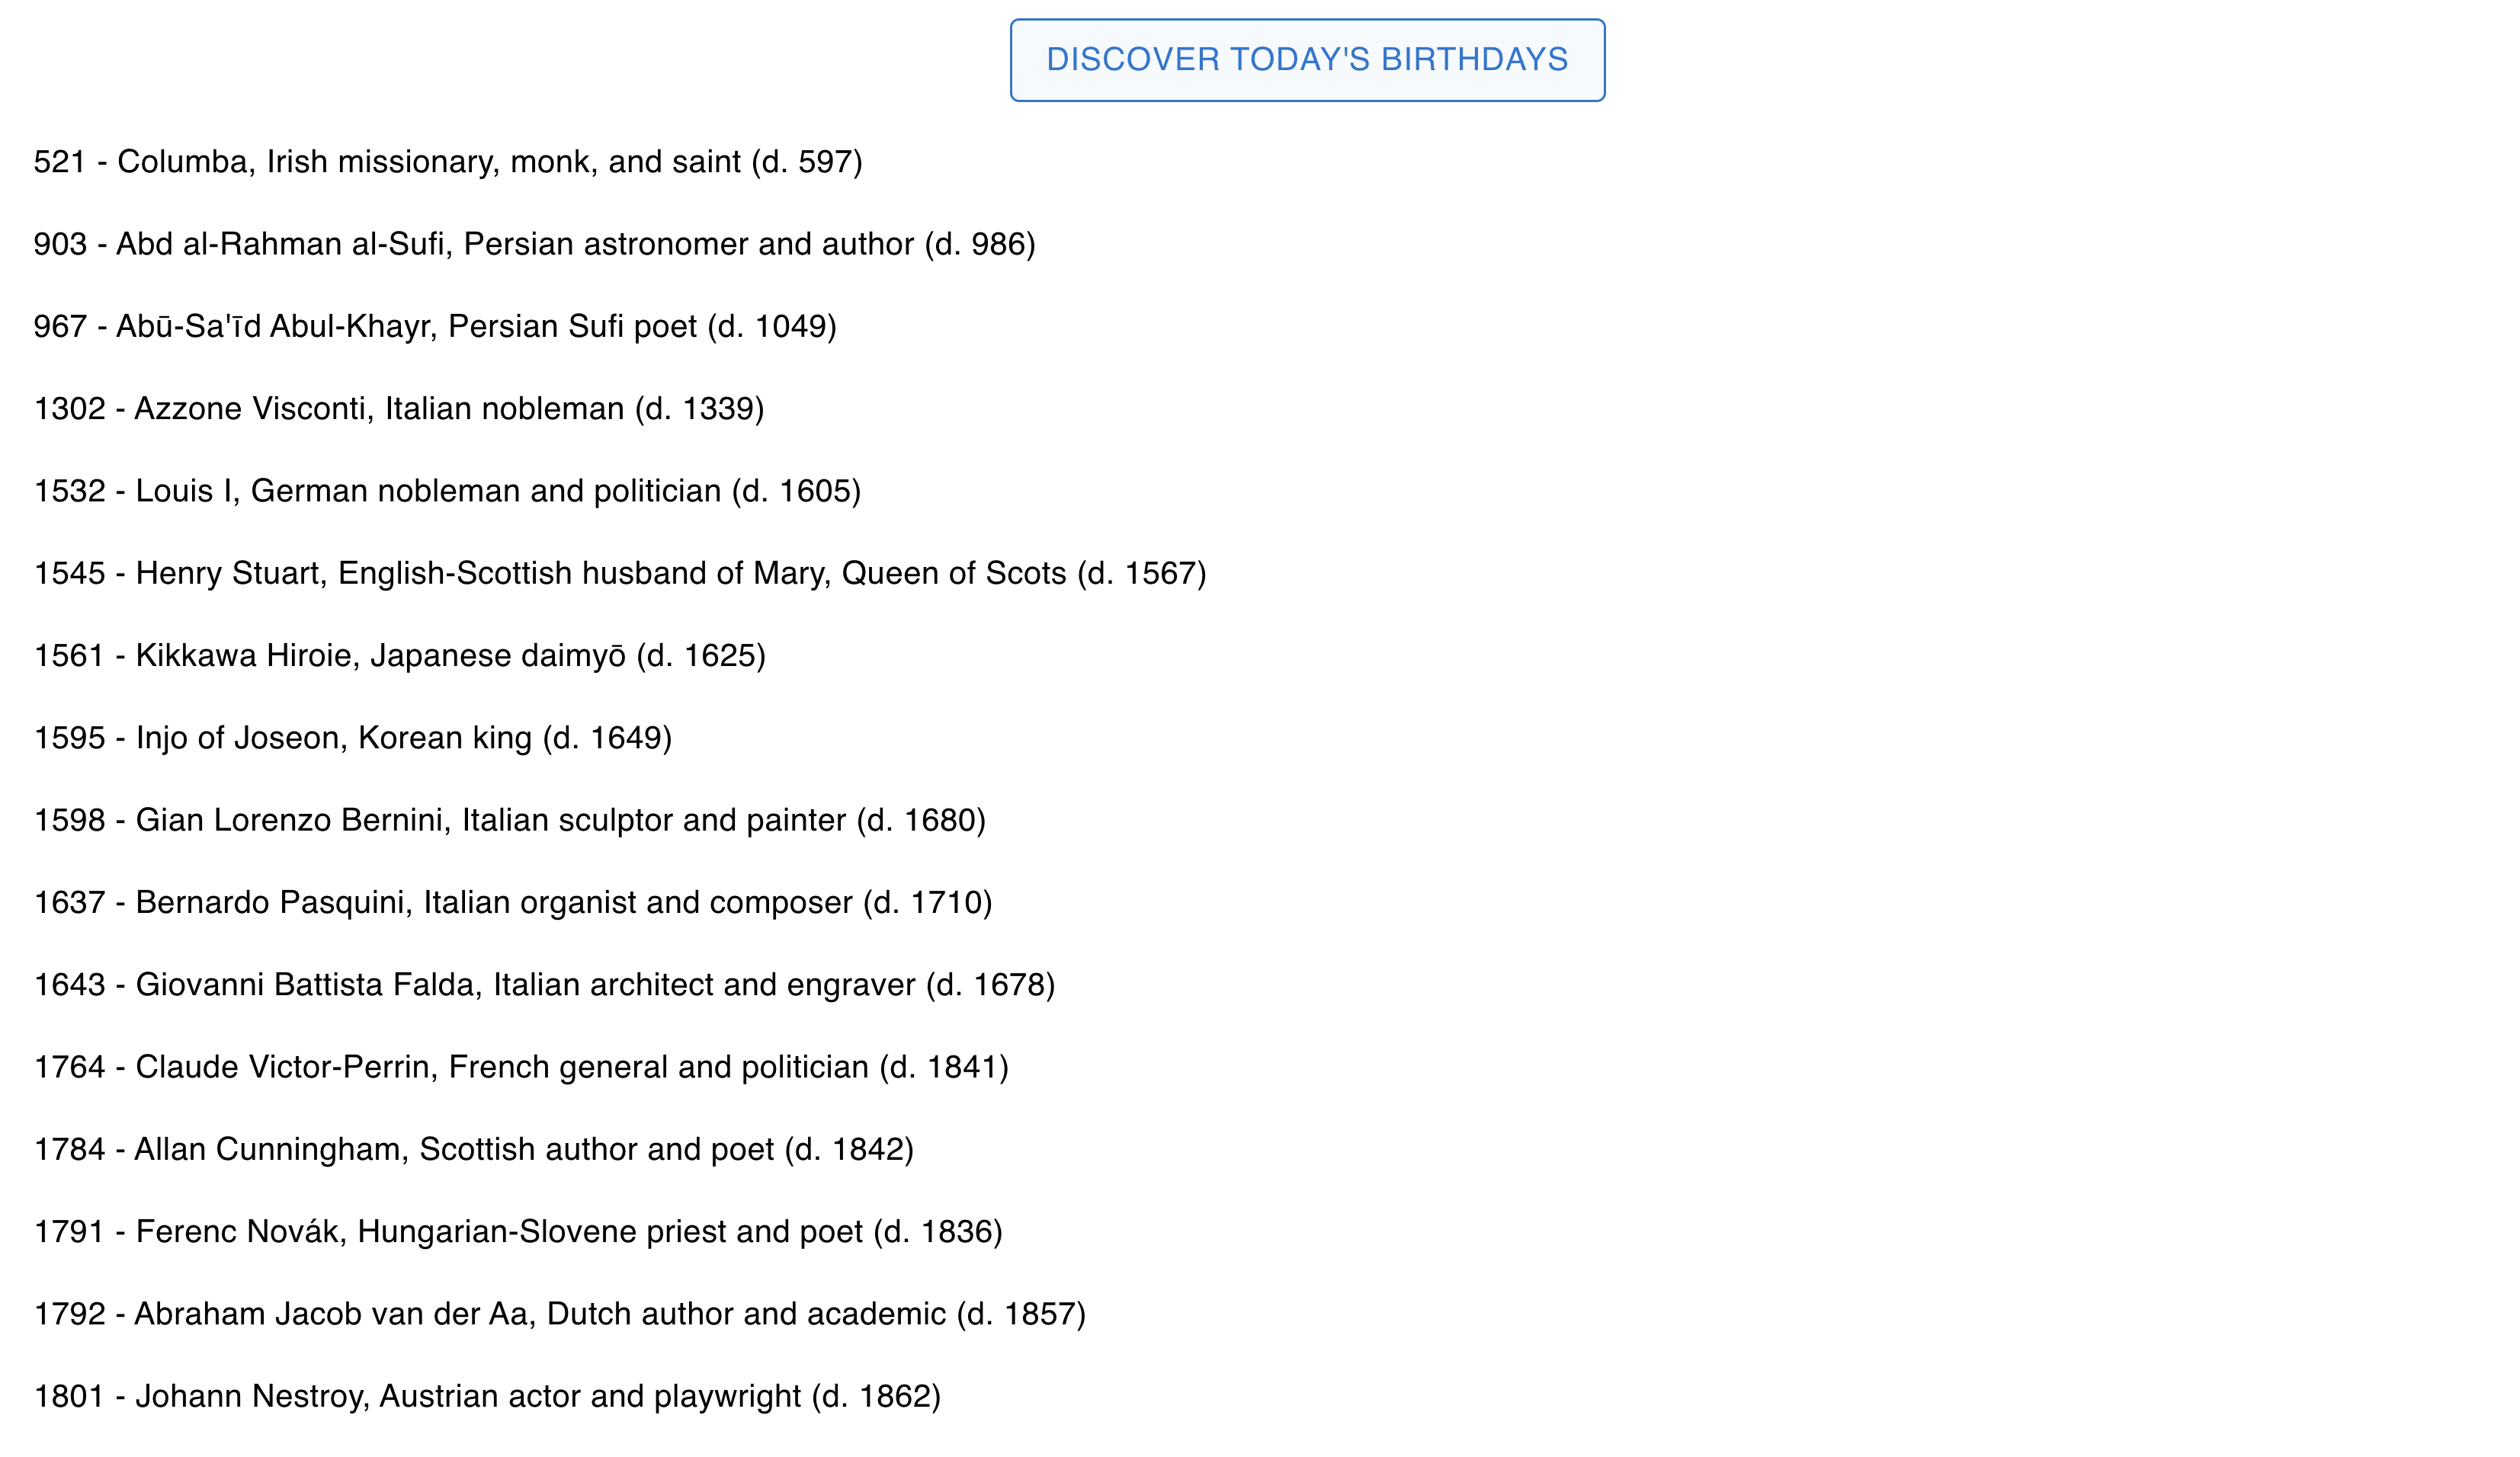 DISCOVER TODAY'S BIRTHDAYS
521 - Columba, Irish missionary, monk, and saint (d. 597)
903 - Abd al-Rahman al-Sufi, Persian astronomer and author (d. 986)
967 - Abū-Sa'īd Abul-Khayr, Persian Sufi poet (d. 1049)
1302 - Azzone Visconti, Italian nobleman (d. 1339)
1532 - Louis I, German nobleman and politician (d. 1605)
1545 - Henry Stuart, English-Scottish husband of Mary, Queen of Scots (d. 1567)
1561 - Kikkawa Hiroie, Japanese daimyō (d. 1625)
1595 - Injo of Joseon, Korean king (d. 1649)
1598 - Gian Lorenzo Bernini, Italian sculptor and painter (d. 1680)
1637 - Bernardo Pasquini, Italian organist and composer (d. 1710)
1643 - Giovanni Battista Falda, Italian architect and engraver (d. 1678)
1764 - Claude Victor-Perrin, French general and politician (d. 1841)
1784 - Allan Cunningham, Scottish author and poet (d. 1842)
1791 - Ferenc Novák, Hungarian-Slovene priest and poet (d. 1836)
1792 - Abraham Jacob van der Aa, Dutch author and academic (d. 1857)
1801 - Johann Nestroy, Austrian actor and playwright (d. 1862)